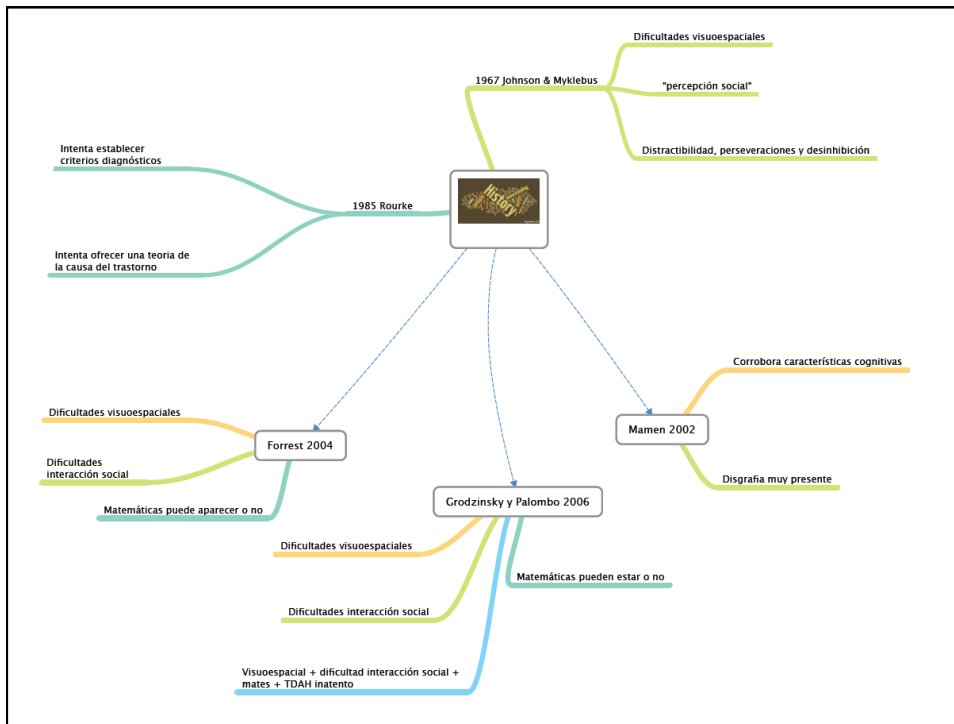 Dificultades visuoespaciales
1967 Johnson & Myklebus
"percepción social"
Distractibilidad, perseveraciones y desinhibición
Intenta establecer
criterios diagnósticos
1985 Rourke
History
Intenta ofrecer una teoria de
la causa del trastorno
Corrobora características cognitivas
Mamen 2002
Disgrafia muy presente
Dificultades visuoespaciales
Forrest 2004
Dificultades
interacción social
Matemáticas puede aparecer o no
Grodzinsky y Palombo 2006
Dificultades visuoespaciales
Matemáticas pueden estar o no
Dificultades interacción social
Visuoespacial + dificultad interacción social +
mates + TDAH inatento